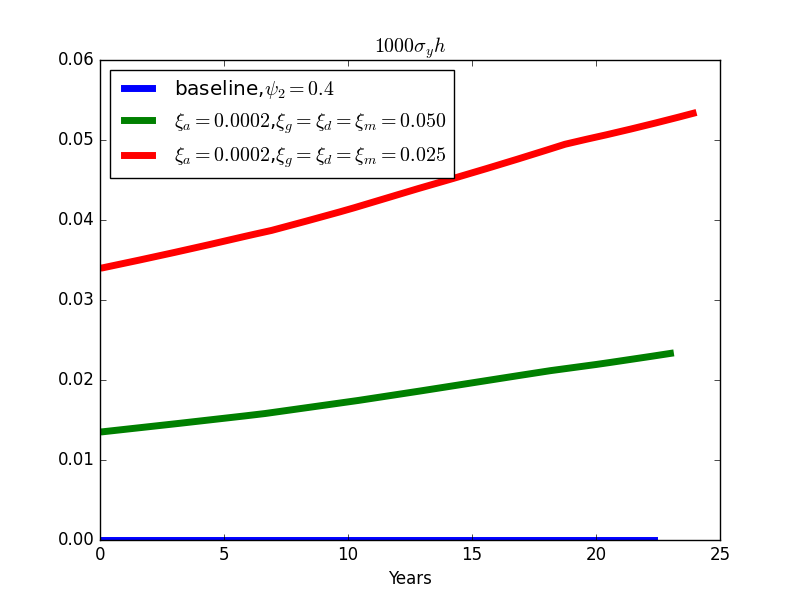 1000σ_y h
0.06
baseline,ψ₂ = 0.4
ξ_a = 0.0002,ξ_g = ξ_d = ξ_m = 0.050
ξ_a = 0.0002,ξ_g = ξ_d = ξ_m = 0.025
0.05
0.04
0.03
0.02
0.01
0.00
0 5 10 15 20 25
Years